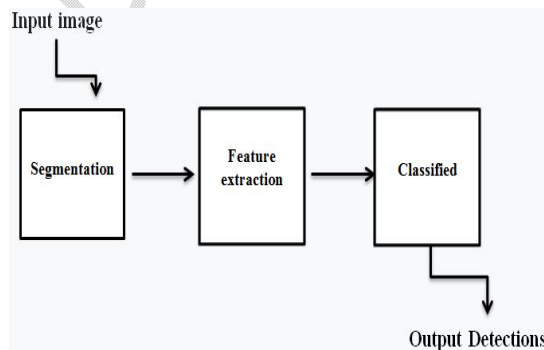 Input image
Segmentation
Feature
extraction
Classified
Output Detections